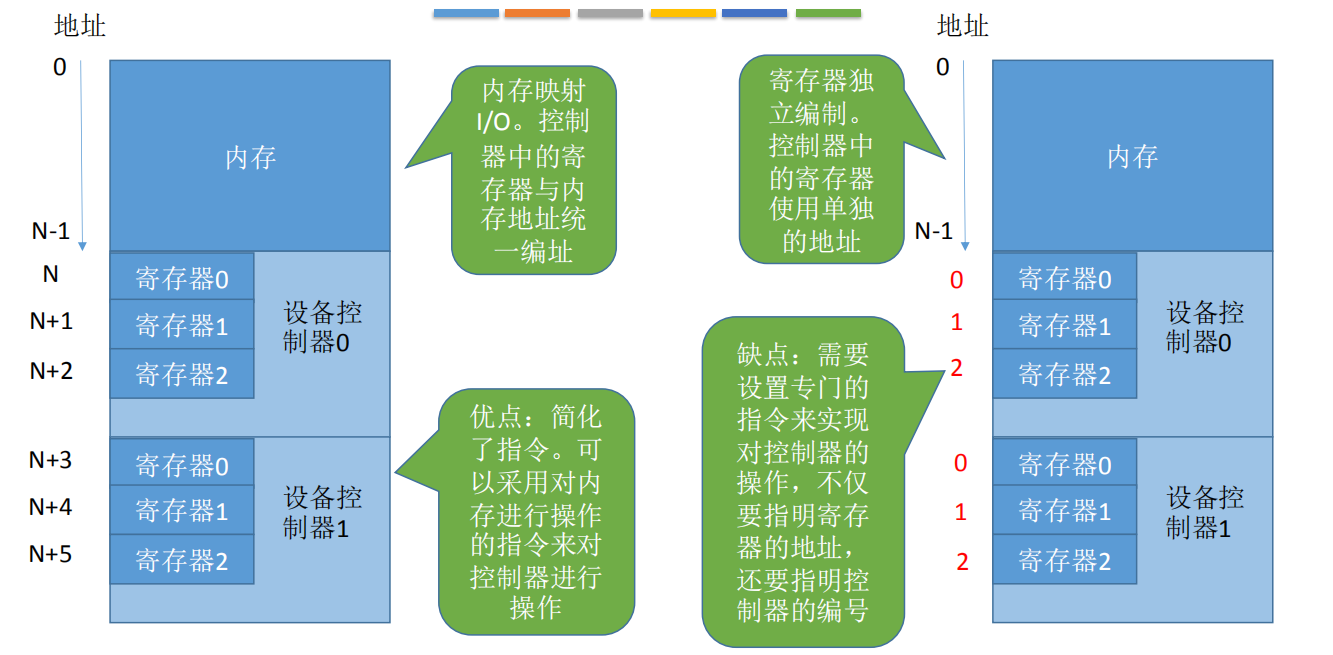 地址
0
内存
N-1
N
N+1
N+2
寄存器0
寄存器1
寄存器2
设备控
制器0
N+3
N+4
N+5
寄存器0
寄存器1
寄存器2
设备控
制器1
内存映射
I/O。控制
器中的寄
存器与内
存地址统
一编址
优点：简化
了指令。可
以采用对内
存进行操作
的指令来对
控制器进行
操作
寄存器独
立编制。
控制器中
的寄存器
使用单独
的地址
缺点：需要
设置专门的
指令来实现
对控制器的
操作，不仅
要指明寄存
器的地址，
还要指明控
制器的编号
地址
0
内存
N-1
0
1
2
寄存器0
寄存器1
寄存器2
设备控
制器0
0
1
2
寄存器0
寄存器1
寄存器2
设备控
制器1